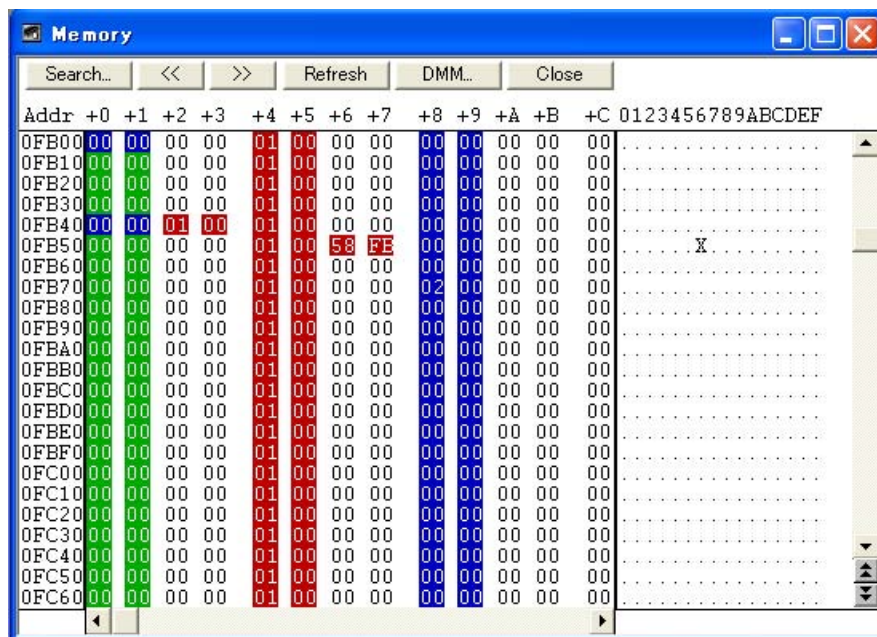 Memory
Search... << >> Refresh DMM... Close
Addr +0 +1 +2 +3 +4 +5 +6 +7 +8 +9 +A +B +C 0123456789ABCDEF
0FB00 00 00 00 00 01 00 00 00 00 00 00 00 00 ................
0FB10 00 00 00 00 01 00 00 00 00 00 00 00 00 ................
0FB20 00 00 00 00 01 00 00 00 00 00 00 00 00 ................
0FB30 00 00 00 00 01 00 00 00 00 00 00 00 00 ................
0FB40 00 00 01 00 01 00 00 00 00 00 00 00 00 ................
0FB50 00 00 00 00 01 00 58 FB 00 00 00 00 00 ......X.........
0FB60 00 00 00 00 01 00 00 00 00 00 00 00 00 ................
0FB70 00 00 00 00 01 00 00 00 02 00 00 00 00 ................
0FB80 00 00 00 00 01 00 00 00 00 00 00 00 00 ................
0FB90 00 00 00 00 01 00 00 00 00 00 00 00 00 ................
0FBA0 00 00 00 00 01 00 00 00 00 00 00 00 00 ................
0FBB0 00 00 00 00 01 00 00 00 00 00 00 00 00 ................
0FBC0 00 00 00 00 01 00 00 00 00 00 00 00 00 ................
0FBD0 00 00 00 00 01 00 00 00 00 00 00 00 00 ................
0FBE0 00 00 00 00 01 00 00 00 00 00 00 00 00 ................
0FBF0 00 00 00 00 01 00 00 00 00 00 00 00 00 ................
0FC00 00 00 00 00 01 00 00 00 00 00 00 00 00 ................
0FC10 00 00 00 00 01 00 00 00 00 00 00 00 00 ................
0FC20 00 00 00 00 01 00 00 00 00 00 00 00 00 ................
0FC30 00 00 00 00 01 00 00 00 00 00 00 00 00 ................
0FC40 00 00 00 00 01 00 00 00 00 00 00 00 00 ................
0FC50 00 00 00 00 01 00 00 00 00 00 00 00 00 ................
0FC60 00 00 00 00 01 00 00 00 00 00 00 00 00 ................